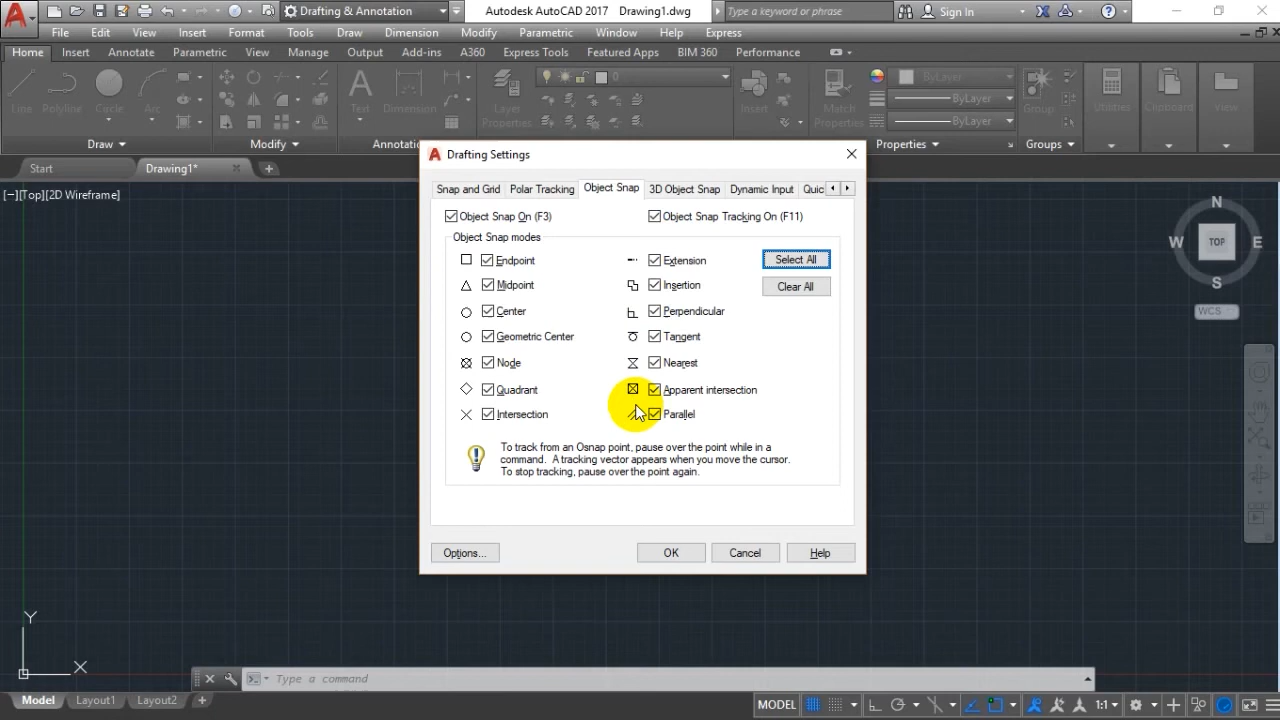 Drafting & Annotation
Autodesk AutoCAD 2017 Drawing1.dwg
Type a keyword or phrase
Sign In
File Edit View Insert Format Tools Draw Dimension Modify Parametric Window Help Express
Home Insert Annotate Parametric View Manage Output Add-ins A360 Express Tools Featured Apps BIM 360 Performance
Line Polyline Circle Arc
Text Dimension
Layer Properties
0
Insert
Match Properties
ByLayer
ByLayer
ByLayer
Group
Utilities
Clipboard
View
Draw Modify Annotati Properties Groups
Start Drawing1*
[−][Top][2D Wireframe]
N
W TOP E
S
WCS
Drafting Settings
Snap and Grid Polar Tracking Object Snap 3D Object Snap Dynamic Input Quic
Object Snap On (F3) Object Snap Tracking On (F11)
Object Snap modes
Endpoint Extension Select All
Midpoint Insertion Clear All
Center Perpendicular
Geometric Center Tangent
Node Nearest
Quadrant Apparent intersection
Intersection Parallel
To track from an Osnap point, pause over the point while in a
command. A tracking vector appears when you move the cursor.
To stop tracking, pause over the point again.
Options... OK Cancel Help
Y
X
Type a command
Model Layout1 Layout2
MODEL 1:1